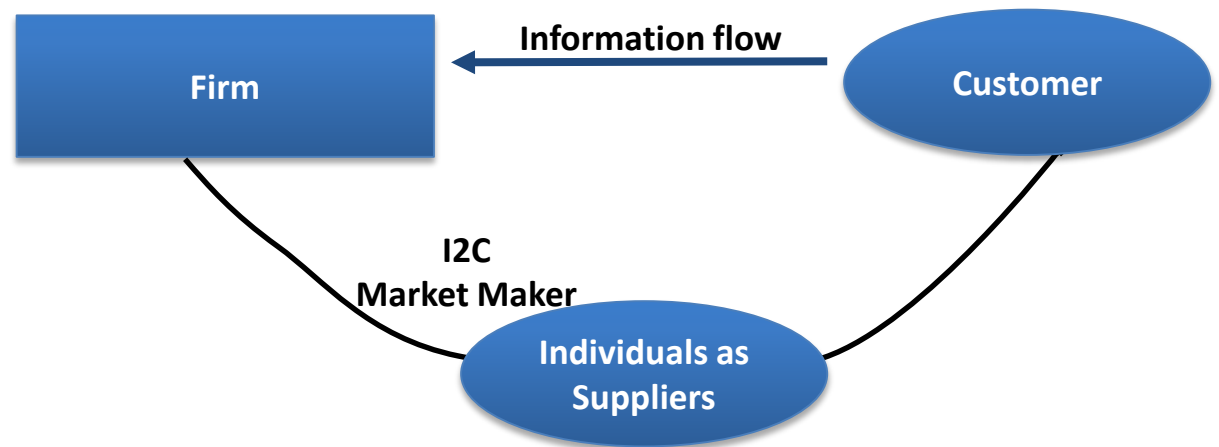 Information flow
Firm
Customer
I2C
Market Maker
Individuals as
Suppliers